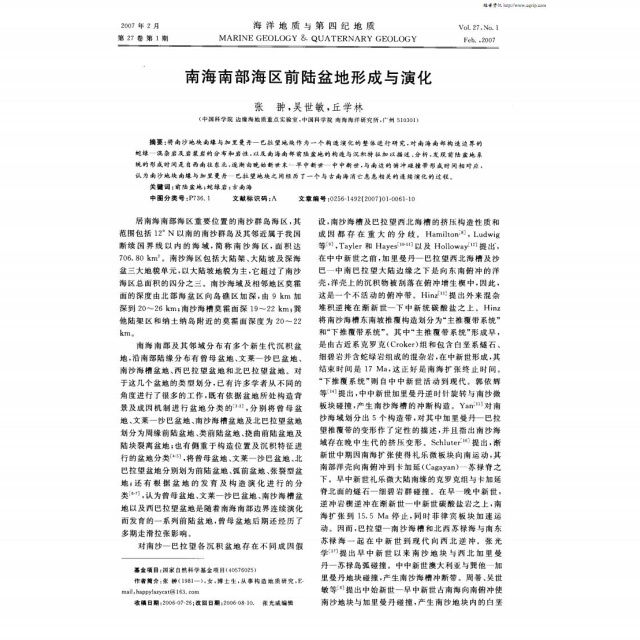 2007 年 2 月
海 洋 地 质 与 第 四 纪 地 质
Vol. 27, No. 1
第 27 卷第 1 期
MARINE GEOLOGY & QUATERNARY GEOLOGY
Feb., 2007
南海南部海区前陆盆地形成与演化
张 翀, 吴世敏, 丘学林
(中国科学院 边缘海地质重点实验室, 中国科学院 南海海洋研究所, 广州 510301)
摘要: 将南沙地块南缘与加里曼丹—巴拉望地块作为一个构造演化的整体进行研究, 对南海南部构造边界的
蛇绿—混杂岩及岩浆岩的分布和岩性, 以及南海南部前陆盆地的构造与沉积特征加以描述、分析, 发现前陆盆地系
统的形成时间是自西南往东北, 逐渐由晚始新世末—早中新世—中中新世, 与南边的俯冲碰撞带形成时间相对应,
认为南沙地块南缘与加里曼丹—巴拉望地块之间经历了一个与古南海消亡息息相关的连续演化的过程。
关键词: 前陆盆地; 蛇绿岩; 古南海
中图分类号: P736.1 文献标识码: A 文章编号: 0256-1492(2007)01-0061-10
居南海南部海区重要位置的南沙群岛海区, 其
范围包括 12° N 以南的南沙群岛及其邻近属于我国
断续国界线以内的海域, 简称南沙海区, 面积达
706.80 km²。南沙海区包括大陆架、大陆坡及深海
盆三大地貌单元, 以大陆坡地貌为主, 它超过了南沙
海区总面积的四分之三。南沙海域及相邻地区莫霍
面的深度由北部海盆区向岛礁区加深, 由 9 km 加
深到 20～26 km; 南沙海槽莫霍面深 19～22 km; 巽
他陆架区和纳土纳岛附近的莫霍面深度为 20～22
km。
南海南部及其邻域分布有多个新生代沉积盆
地, 沿南部陆缘分布有曾母盆地、文莱—沙巴盆地、
南沙海槽盆地、西巴拉望盆地和北巴拉望盆地。对
于这几个盆地的类型划分, 已有许多学者从不同的
角度进行了很多的工作, 既有依据盆地所处构造背
景及成因机制进行盆地分类的[1-3], 分别将曾母盆
地、文莱—沙巴盆地、南沙海槽盆地及北巴拉望盆地
划分为周缘前陆盆地、类前陆盆地、挠曲前陆盆地及
陆块裂离盆地; 也有侧重于构造位置及沉积特征进
行的盆地分类[4-5], 将曾母盆地、文莱—沙巴盆地、北
巴拉望盆地分别划为前陆盆地、弧前盆地、张裂型盆
地; 还有根据盆地的发育及构造演化进行的分
类[6-7], 认为曾母盆地、文莱—沙巴盆地、南沙海槽盆
地以及西巴拉望盆地是随着南海南部边界连续演化
而发育的一系列前陆盆地, 曾母盆地后期还经历了
多期走滑拉张影响。
对南沙—巴拉望各沉积盆地存在不同成因假
基金项目: 国家自然科学基金项目(40576025)
作者简介: 张 翀(1981—), 女, 博士生, 从事构造地质研究, E-
mail: happylazycat@163.com
收稿日期: 2006-07-26; 改回日期: 2006-08-10. 张光威编辑
设, 南沙海槽及巴拉望西北海槽的挤压构造性质和
成因都存在重大的分歧。Hamilton[8], Ludwig
等[9], Tayler 和 Hayes[10-11]以及 Holloway[12]提出,
在中中新世之前, 加里曼丹—巴拉望西北海槽及沙
巴—中南巴拉望大陆边缘之下是向东南俯冲的洋
壳, 洋壳上的沉积物被刮落在俯冲增生楔中, 因此,
这是一个不活动的俯冲带。Hinz[13]提出外来混杂
堆积逆掩在渐新世—下中新统碳酸盐之上。Hinz
将南沙海槽东南坡推覆构造划分为“主推覆带系统”
和“下推覆带系统”。其中“主推覆带系统”形成早,
是由古近系克罗克(Croker)组和包含白垩系燧石、
细碧岩并含蛇绿岩组成的混杂岩, 在中新世形成, 其
结束时间是 17 Ma, 这正好是南海扩张终止时间。
“下推覆带系统”则自中中新世活动到现代。郭依群
等[14]提出, 中中新世加里曼丹逆时针旋转与南沙微
板块碰撞, 产生南沙海槽的冲断构造。Yan[15]对南
沙海域划分出 5 个构造带, 对其中加里曼丹—巴拉
望推覆带的变形作了定性的描述, 并且指出南沙海
域存在晚中生代的挤压变形。Schluter[16]提出, 渐
新世中期因南海扩张使得礼乐微板块向南运动, 其
南部洋壳向南俯冲到卡加延(Cagayan)—苏禄脊之
下。早中新世礼乐微大陆南缘的克罗克组与卡加延
脊北面的燧石—细碧岩群碰撞。在早—晚中新世,
逆冲岩楔逆冲在渐新世—中新世碳酸盐岩之上, 南
海扩张到 15.5 Ma 停止, 同时菲律宾板块加速运
动。因而, 巴拉望—南沙海槽和北西苏禄海与南东
苏禄海一起在中新世到现代向西北逆冲。张光
学[17]提出早中新世以来南沙地块与西北加里曼
丹—苏禄岛弧碰撞。中中新世澳大利亚与巽他—加
里曼丹地块碰撞, 产生南沙海槽冲断带。周蒂、吴世
敏等[6]提出中始新世—早中新世古南海向南俯冲使
南沙地块与加里曼丹碰撞, 产生南沙地块内的白垩